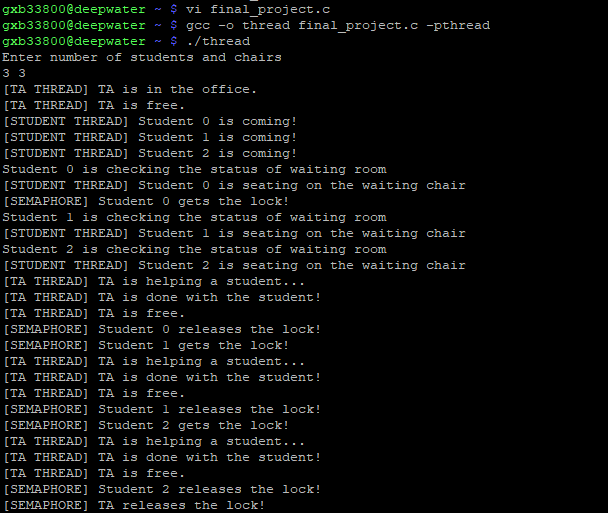 gxb33800@deepwater ~ $ vi final_project.c
gxb33800@deepwater ~ $ gcc -o thread final_project.c -pthread
gxb33800@deepwater ~ $ ./thread
Enter number of students and chairs
3 3
[TA THREAD] TA is in the office.
[TA THREAD] TA is free.
[STUDENT THREAD] Student 0 is coming!
[STUDENT THREAD] Student 1 is coming!
[STUDENT THREAD] Student 2 is coming!
Student 0 is checking the status of waiting room
[STUDENT THREAD] Student 0 is seating on the waiting chair
[SEMAPHORE] Student 0 gets the lock!
Student 1 is checking the status of waiting room
[STUDENT THREAD] Student 1 is seating on the waiting chair
Student 2 is checking the status of waiting room
[STUDENT THREAD] Student 2 is seating on the waiting chair
[TA THREAD] TA is helping a student...
[TA THREAD] TA is done with the student!
[TA THREAD] TA is free.
[SEMAPHORE] Student 0 releases the lock!
[SEMAPHORE] Student 1 gets the lock!
[TA THREAD] TA is helping a student...
[TA THREAD] TA is done with the student!
[TA THREAD] TA is free.
[SEMAPHORE] Student 1 releases the lock!
[SEMAPHORE] Student 2 gets the lock!
[TA THREAD] TA is helping a student...
[TA THREAD] TA is done with the student!
[TA THREAD] TA is free.
[SEMAPHORE] Student 2 releases the lock!
[SEMAPHORE] TA releases the lock!